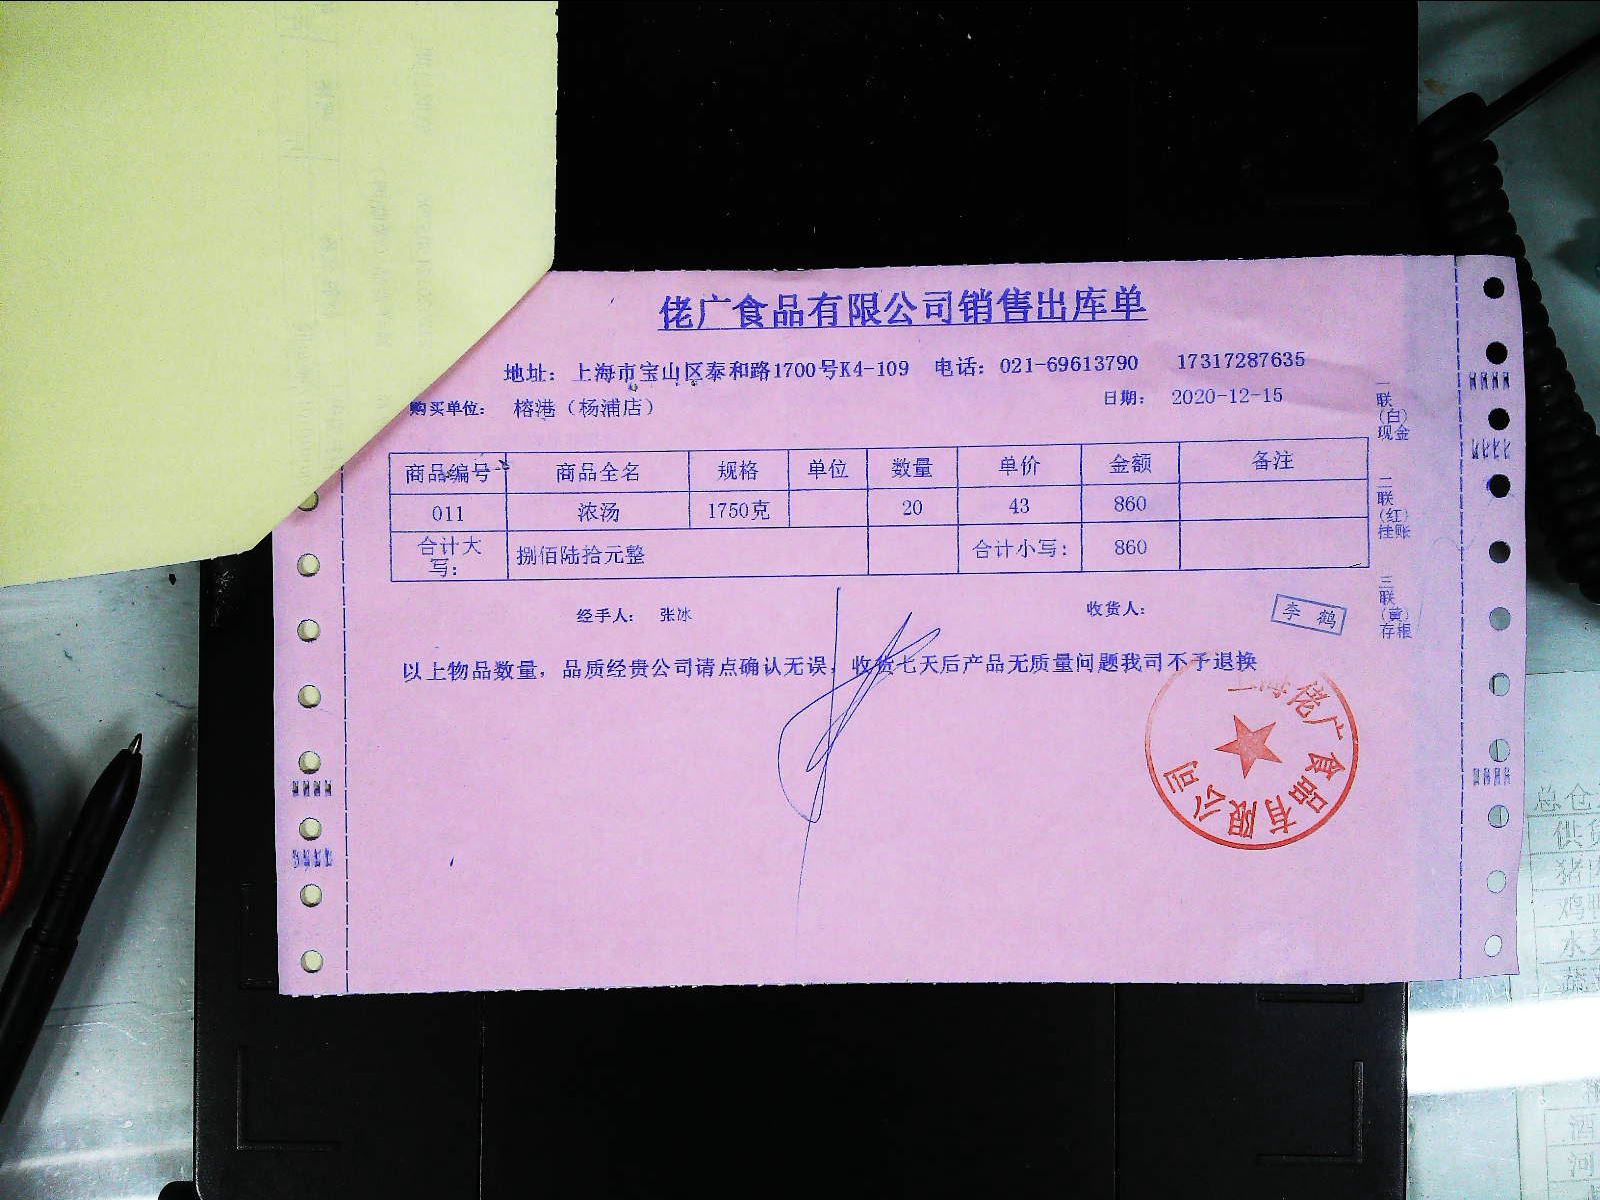 佬广食品有限公司销售出库单
地址：上海市宝山区泰和路1700号K4-109 电话：021-69613790 17317287635
购买单位： 榕港（杨浦店） 日期： 2020-12-15
商品编号 商品全名 规格 单位 数量 单价 金额 备注
011 浓汤 1750克 20 43 860
合计大写： 捌佰陆拾元整 合计小写： 860
经手人： 张冰 收货人：
李鹤
以上物品数量，品质经贵公司请点确认无误，收货七天后产品无质量问题我司不予退换
上海佬广食品有限公司
一联（白）现金
二联（红）挂账
三联（黄）存根
总仓
水
酒
河